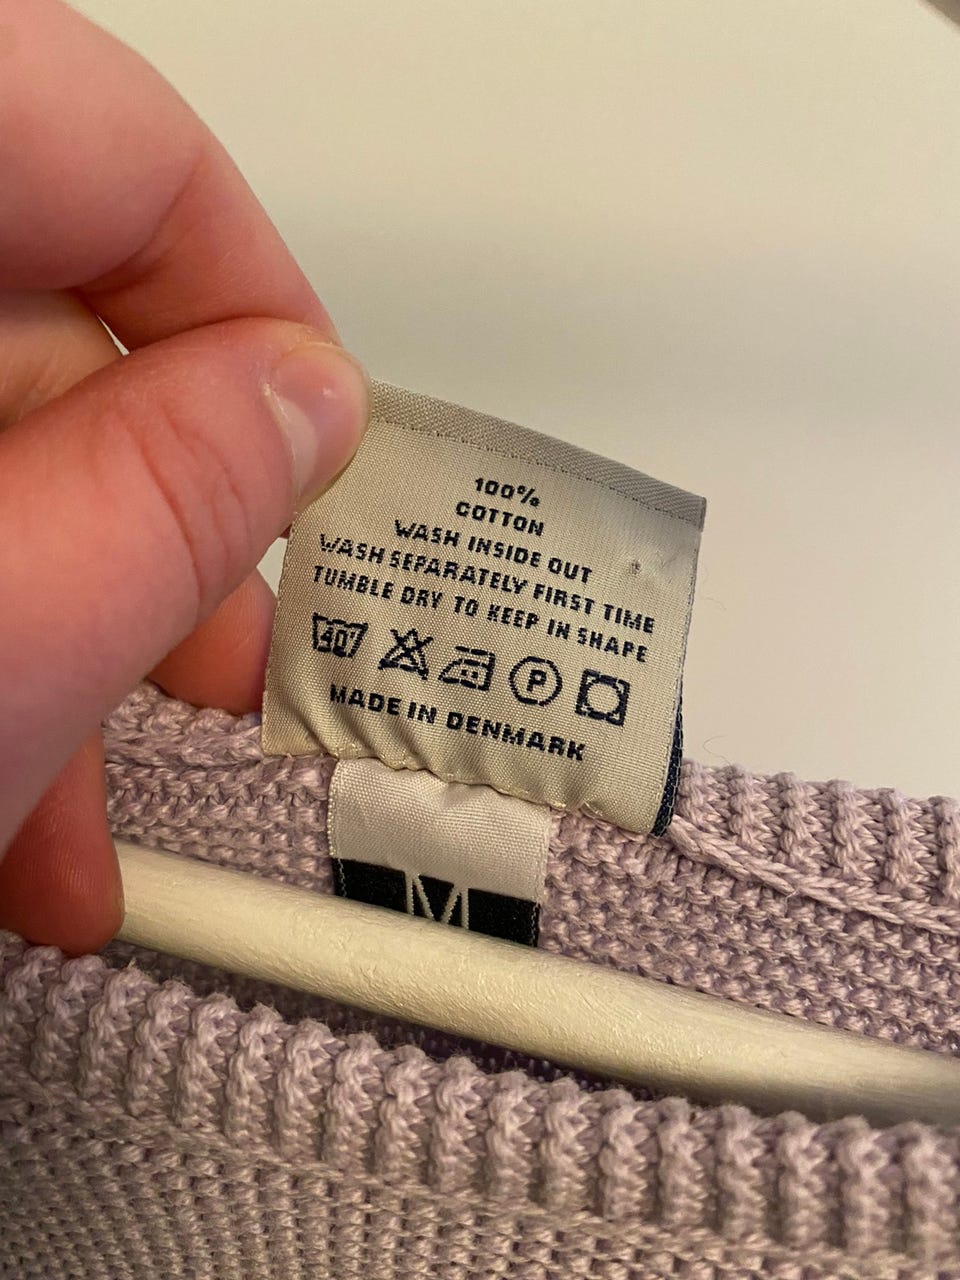 100%
COTTON
WASH INSIDE OUT
WASH SEPARATELY FIRST TIME
TUMBLE DRY TO KEEP IN SHAPE
40
P
MADE IN DENMARK
M